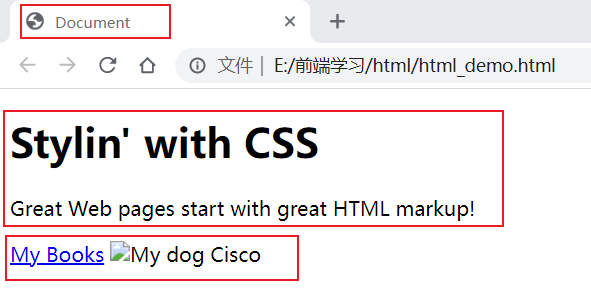 Document
文件 | E:/前端学习/html/html_demo.html
Stylin' with CSS
Great Web pages start with great HTML markup!
My Books My dog Cisco